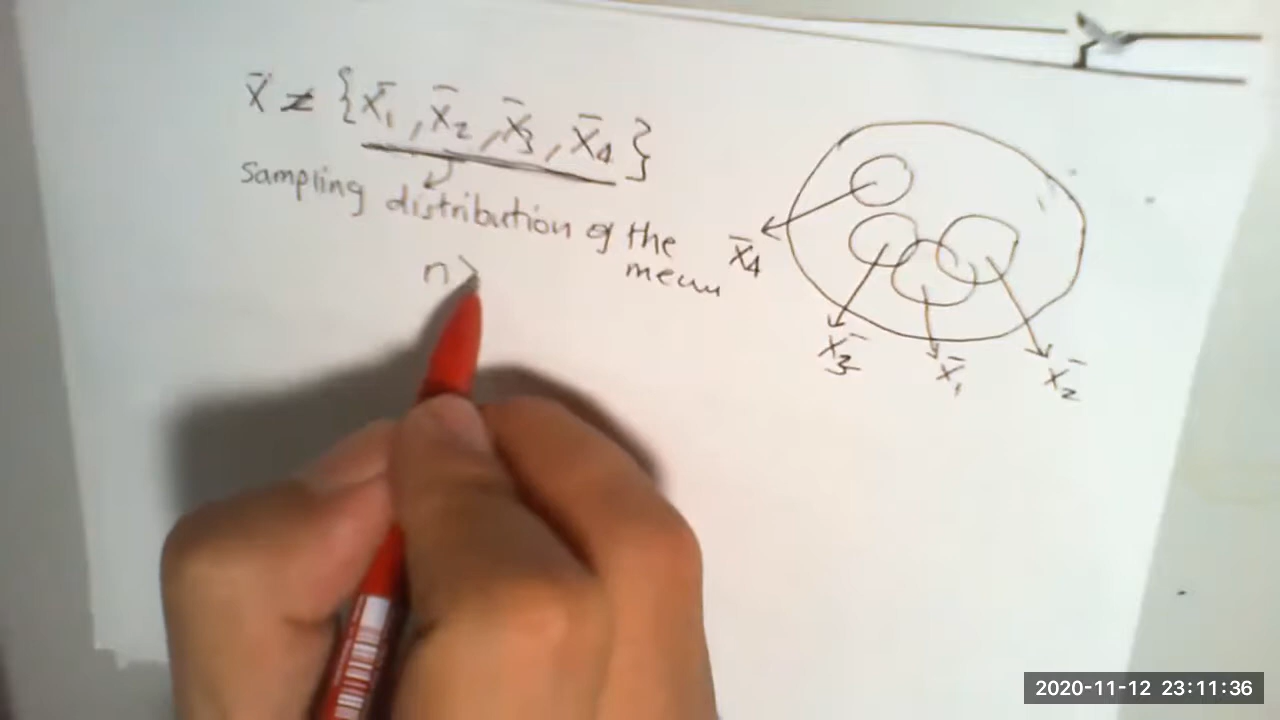 x̄ ≠ {x̄₁, x̄₂, x̄₃, x̄₄}
Sampling distribution of the
mean
n >
x̄₄
x̄₃
x̄₁
x̄₂
2020-11-12 23:11:36